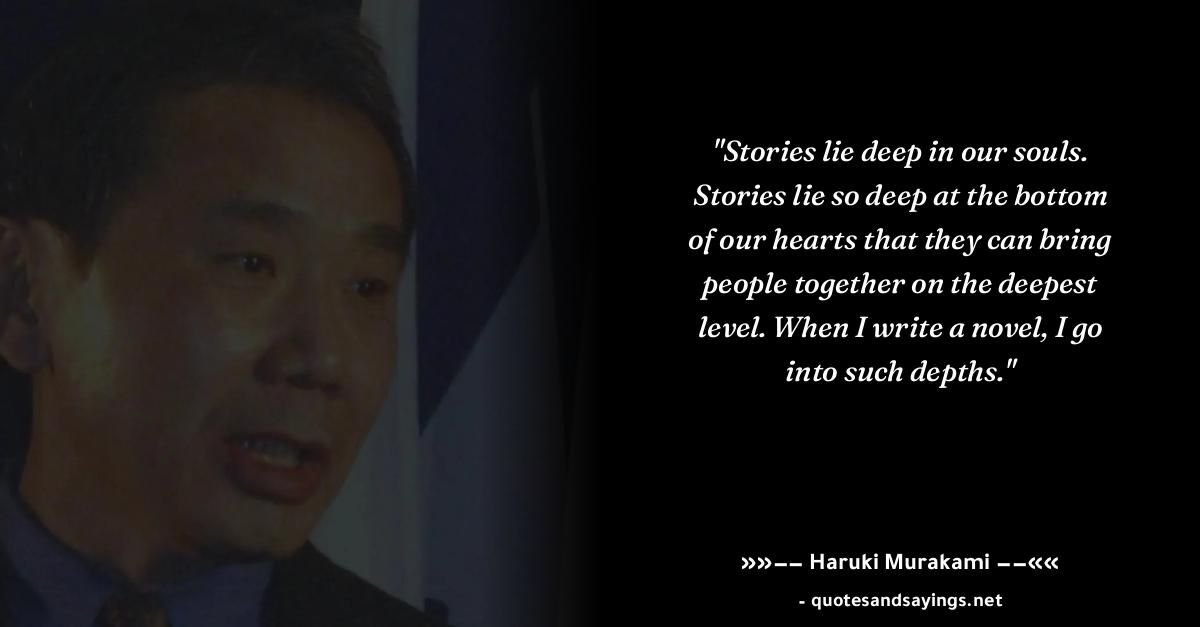 "Stories lie deep in our souls.
Stories lie so deep at the bottom
of our hearts that they can bring
people together on the deepest
level. When I write a novel, I go
into such depths."
»»–– Haruki Murakami ––««
- quotesandsayings.net